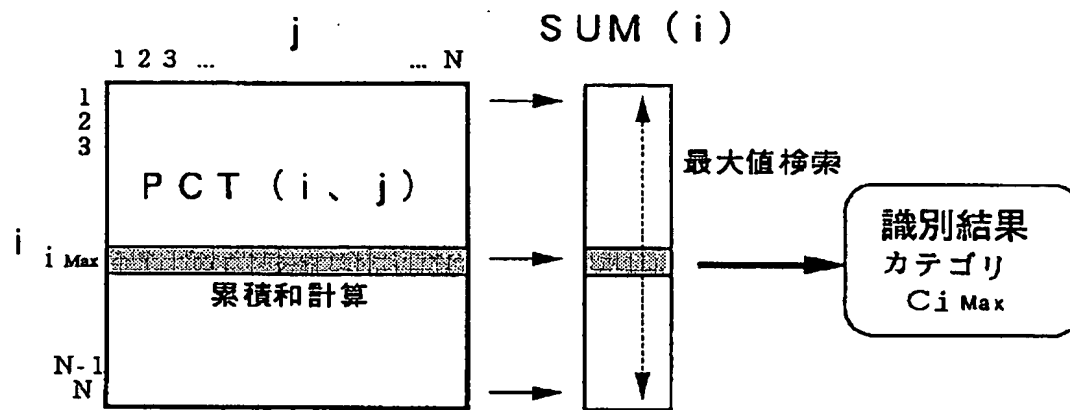 j
SUM(i)
1 2 3 … … N
1
2
3
PCT(i、j)
最大値検索
i
i Max
累積和計算
識別結果
カテゴリ
Ci Max
N-1
N